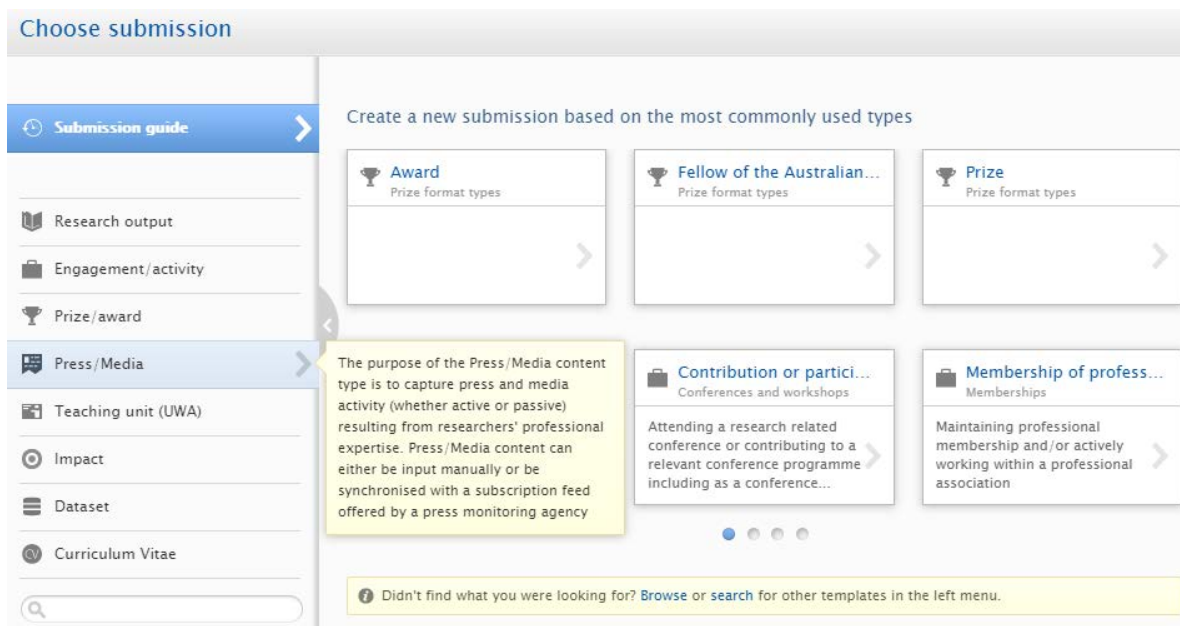 Choose submission
Submission guide
Research output
Engagement/activity
Prize/award
Press/Media
Teaching unit (UWA)
Impact
Dataset
Curriculum Vitae
Create a new submission based on the most commonly used types
Award
Prize format types
Fellow of the Australian...
Prize format types
Prize
Prize format types
The purpose of the Press/Media content
type is to capture press and media
activity (whether active or passive)
resulting from researchers' professional
expertise. Press/Media content can
either be input manually or be
synchronised with a subscription feed
offered by a press monitoring agency
Contribution or partici...
Conferences and workshops
Attending a research related
conference or contributing to a
relevant conference programme
including as a conference...
Membership of profess...
Memberships
Maintaining professional
membership and/or actively
working within a professional
association
Didn't find what you were looking for? Browse or search for other templates in the left menu.